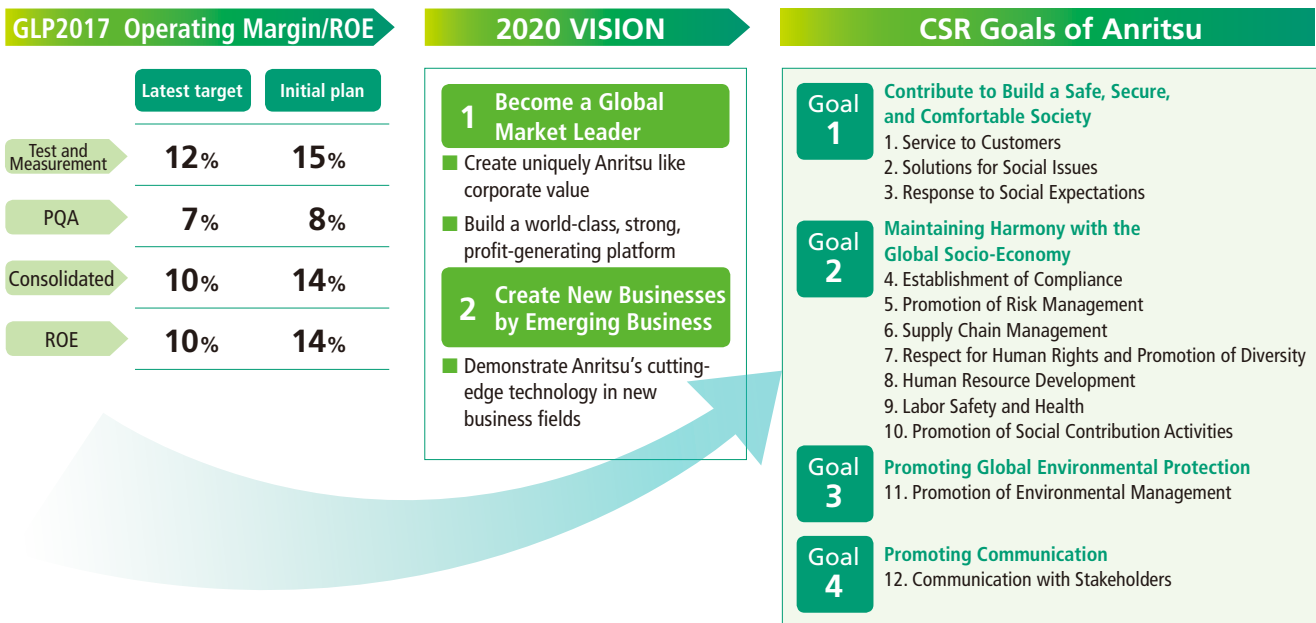 GLP2017 Operating Margin/ROE
Latest target
Initial plan
Test and
Measurement
12%
15%
PQA
7%
8%
Consolidated
10%
14%
ROE
10%
14%
2020 VISION
1
Become a Global
Market Leader
Create uniquely Anritsu like
corporate value
Build a world-class, strong,
profit-generating platform
2
Create New Businesses
by Emerging Business
Demonstrate Anritsu’s cutting-
edge technology in new
business fields
CSR Goals of Anritsu
Goal
1
Contribute to Build a Safe, Secure,
and Comfortable Society
1. Service to Customers
2. Solutions for Social Issues
3. Response to Social Expectations
Goal
2
Maintaining Harmony with the
Global Socio-Economy
4. Establishment of Compliance
5. Promotion of Risk Management
6. Supply Chain Management
7. Respect for Human Rights and Promotion of Diversity
8. Human Resource Development
9. Labor Safety and Health
10. Promotion of Social Contribution Activities
Goal
3
Promoting Global Environmental Protection
11. Promotion of Environmental Management
Goal
4
Promoting Communication
12. Communication with Stakeholders